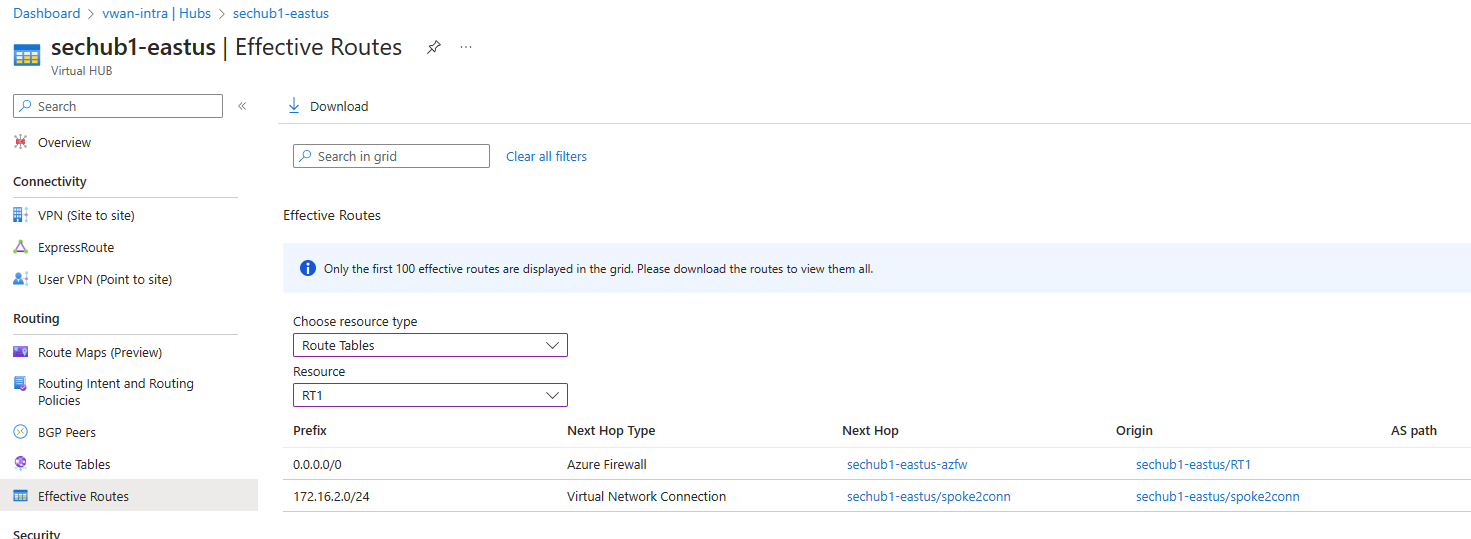 Dashboard > vwan-intra | Hubs > sechub1-eastus
sechub1-eastus | Effective Routes
Virtual HUB
Search
Overview
Connectivity
VPN (Site to site)
ExpressRoute
User VPN (Point to site)
Routing
Route Maps (Preview)
Routing Intent and Routing
Policies
BGP Peers
Route Tables
Effective Routes
Security
Download
Search in grid Clear all filters
Effective Routes
Only the first 100 effective routes are displayed in the grid. Please download the routes to view them all.
Choose resource type
Route Tables
Resource
RT1
Prefix Next Hop Type Next Hop Origin AS path
0.0.0.0/0 Azure Firewall sechub1-eastus-azfw sechub1-eastus/RT1
172.16.2.0/24 Virtual Network Connection sechub1-eastus/spoke2conn sechub1-eastus/spoke2conn